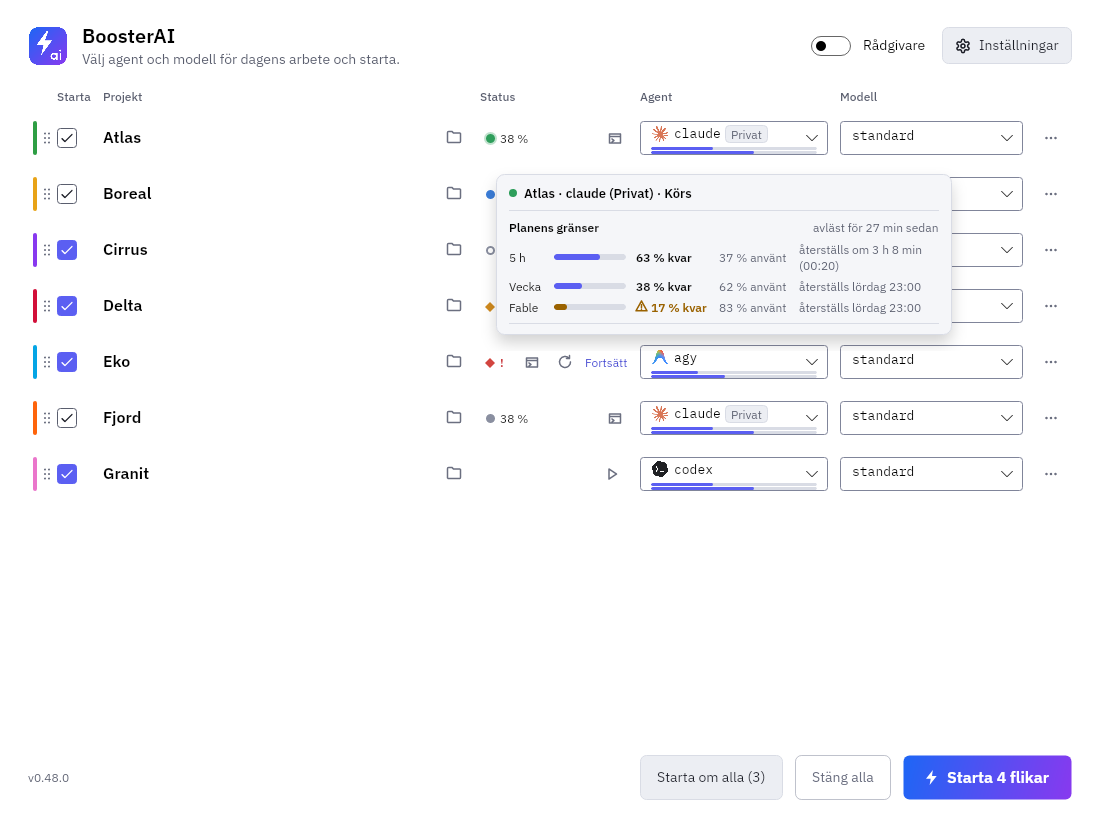 ai
BoosterAI
Välj agent och modell för dagens arbete och starta.
Rådgivare
Inställningar
Starta Projekt Status Agent Modell
Atlas 38 % claude Privat standard
Boreal
Atlas · claude (Privat) · Körs
Planens gränser avläst för 27 min sedan
5 h 63 % kvar 37 % använt återställs om 3 h 8 min
(00:20)
Vecka 38 % kvar 62 % använt återställs lördag 23:00
Fable 17 % kvar 83 % använt återställs lördag 23:00
Cirrus
Delta
Eko ! Fortsätt agy standard
Fjord 38 % claude Privat standard
Granit codex standard
v0.48.0
Starta om alla (3)
Stäng alla
Starta 4 flikar